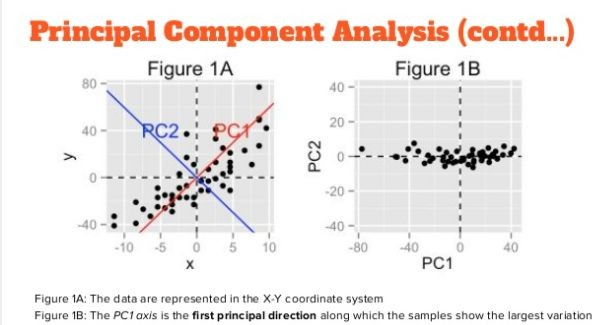 Principal Component Analysis (contd...)
Figure 1A
Figure 1B
80
40
0
-40
y
PC2
PC1
-10
-5
0
5
10
x
40
20
0
-20
-40
PC2
-80
-40
0
40
PC1
Figure 1A: The data are represented in the X-Y coordinate system
Figure 1B: The PC1 axis is the first principal direction along which the samples show the largest variation